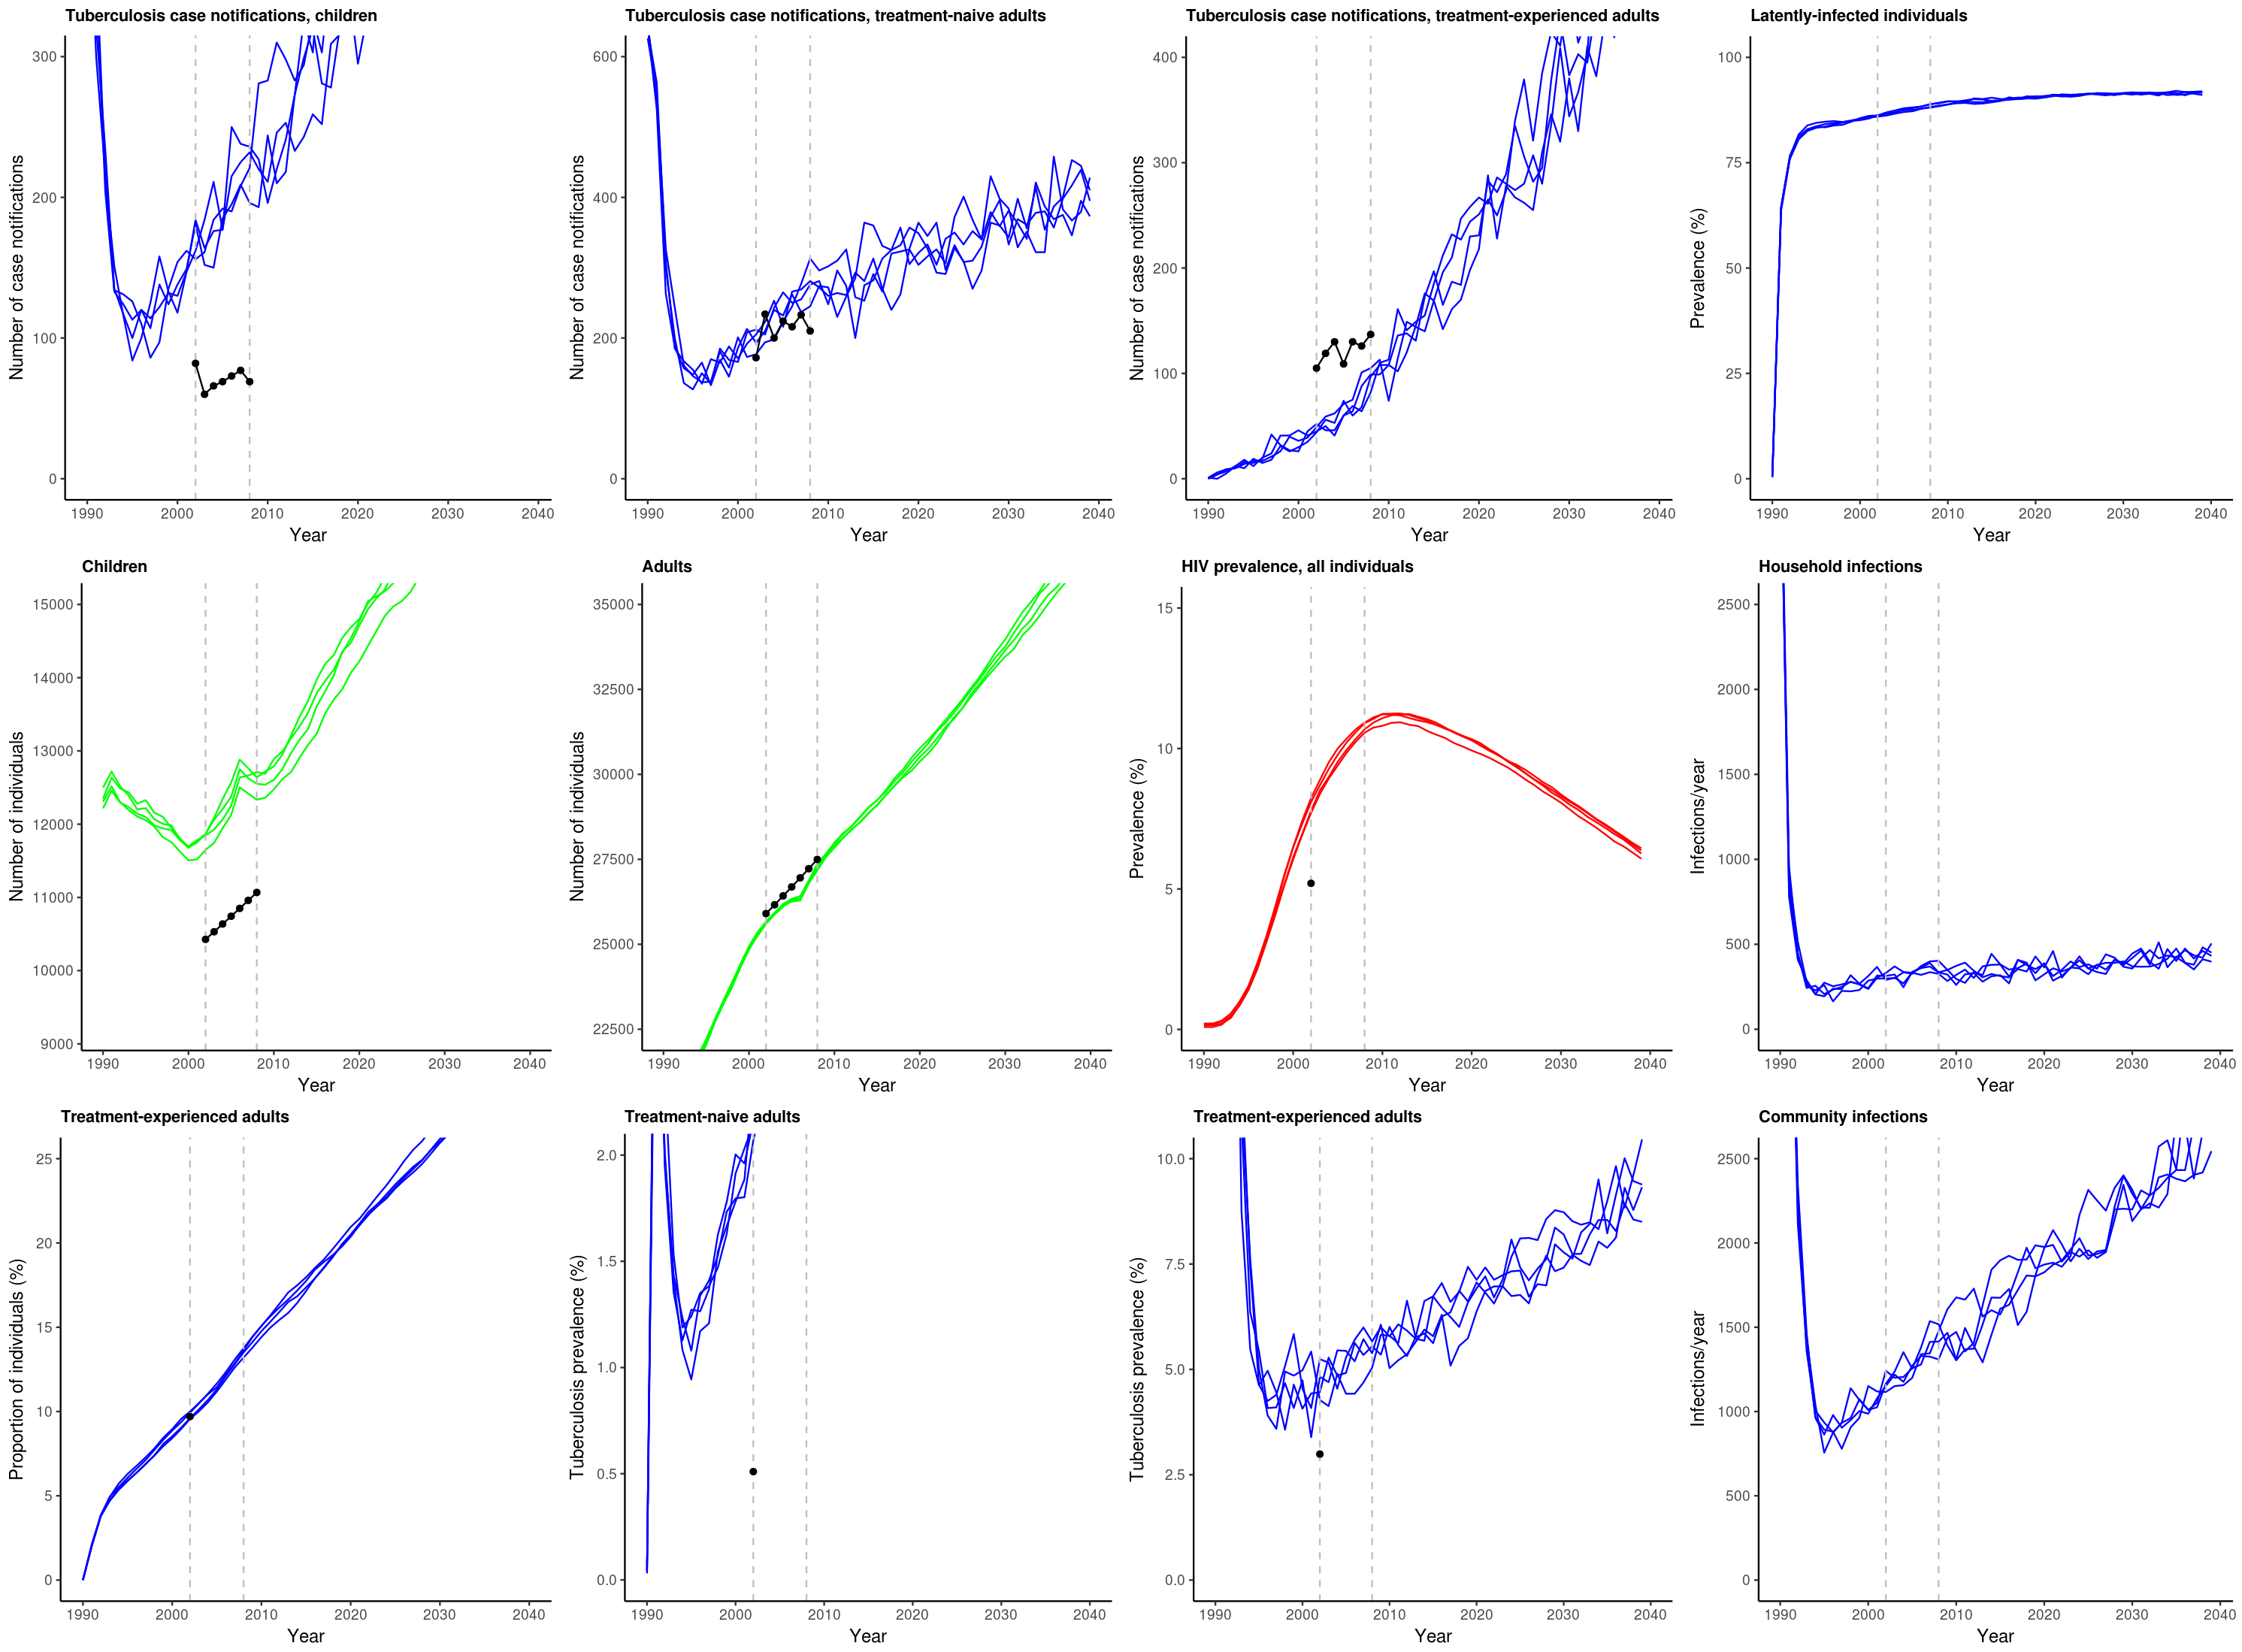 Tuberculosis case notifications, children
Number of case notifications
300
200
100
0
1990 2000 2010 2020 2030 2040
Year
Tuberculosis case notifications, treatment-naive adults
Number of case notifications
600
400
200
0
1990 2000 2010 2020 2030 2040
Year
Tuberculosis case notifications, treatment-experienced adults
Number of case notifications
400
300
200
100
0
1990 2000 2010 2020 2030 2040
Year
Latently-infected individuals
Prevalence (%)
100
75
50
25
0
1990 2000 2010 2020 2030 2040
Year
Children
Number of individuals
15000
14000
13000
12000
11000
10000
9000
1990 2000 2010 2020 2030 2040
Year
Adults
Number of individuals
35000
32500
30000
27500
25000
22500
1990 2000 2010 2020 2030 2040
Year
HIV prevalence, all individuals
Prevalence (%)
15
10
5
0
1990 2000 2010 2020 2030 2040
Year
Household infections
Infections/year
2500
2000
1500
1000
500
0
1990 2000 2010 2020 2030 2040
Year
Treatment-experienced adults
Proportion of individuals (%)
25
20
15
10
5
0
1990 2000 2010 2020 2030 2040
Year
Treatment-naive adults
Tuberculosis prevalence (%)
2.0
1.5
1.0
0.5
0.0
1990 2000 2010 2020 2030 2040
Year
Treatment-experienced adults
Tuberculosis prevalence (%)
10.0
7.5
5.0
2.5
0.0
1990 2000 2010 2020 2030 2040
Year
Community infections
Infections/year
2500
2000
1500
1000
500
0
1990 2000 2010 2020 2030 2040
Year